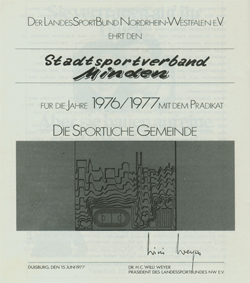 DER LANDESSPORTBUND NORDRHEIN-WESTFALEN E.V.
EHRT DEN
Stadtsportverband
Minden
FÜR DIE JAHRE 1976/1977 MIT DEM PRÄDIKAT
DIE SPORTLICHE GEMEINDE
DUISBURG, DEN 13. JUNI 1977
DR. H.C. WILLI WEYER
PRÄSIDENT DES LANDESSPORTBUNDES NW E.V.